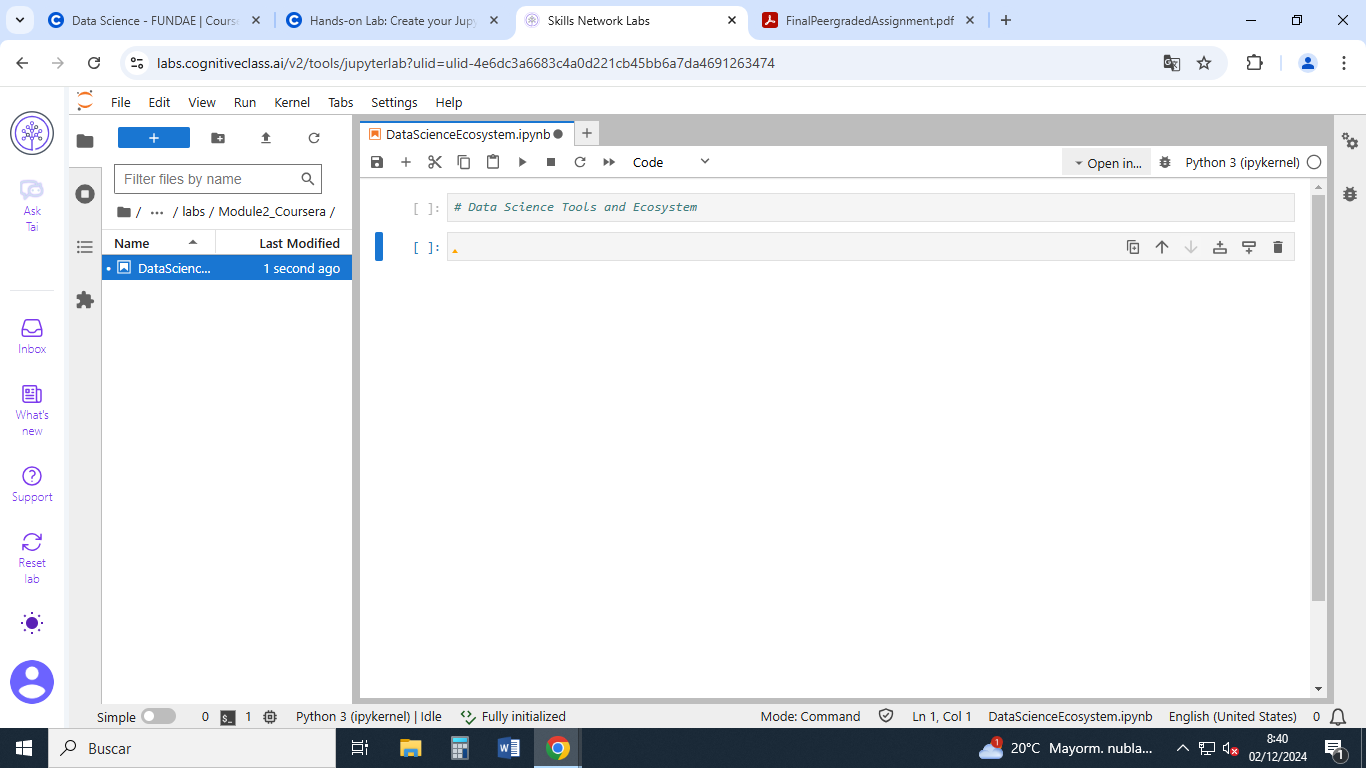 Data Science - FUNDAE | Course
Hands-on Lab: Create your Jupy
Skills Network Labs
FinalPeergradedAssignment.pdf
labs.cognitiveclass.ai/v2/tools/jupyterlab?ulid=ulid-4e6dc3a6683c4a0d221cb45bb6a7da4691263474
File Edit View Run Kernel Tabs Settings Help
Ask
Tai
Inbox
What's
new
Support
Reset
lab
Filter files by name
/ ··· / labs / Module2_Coursera /
Name Last Modified
DataScienc... 1 second ago
DataScienceEcosystem.ipynb
Code
Open in...
Python 3 (ipykernel)
[ ]: # Data Science Tools and Ecosystem
[ ]:
Simple 0 1 Python 3 (ipykernel) | Idle Fully initialized Mode: Command Ln 1, Col 1 DataScienceEcosystem.ipynb English (United States) 0
Buscar
1 20°C Mayorm. nubla...
8:40
02/12/2024
1